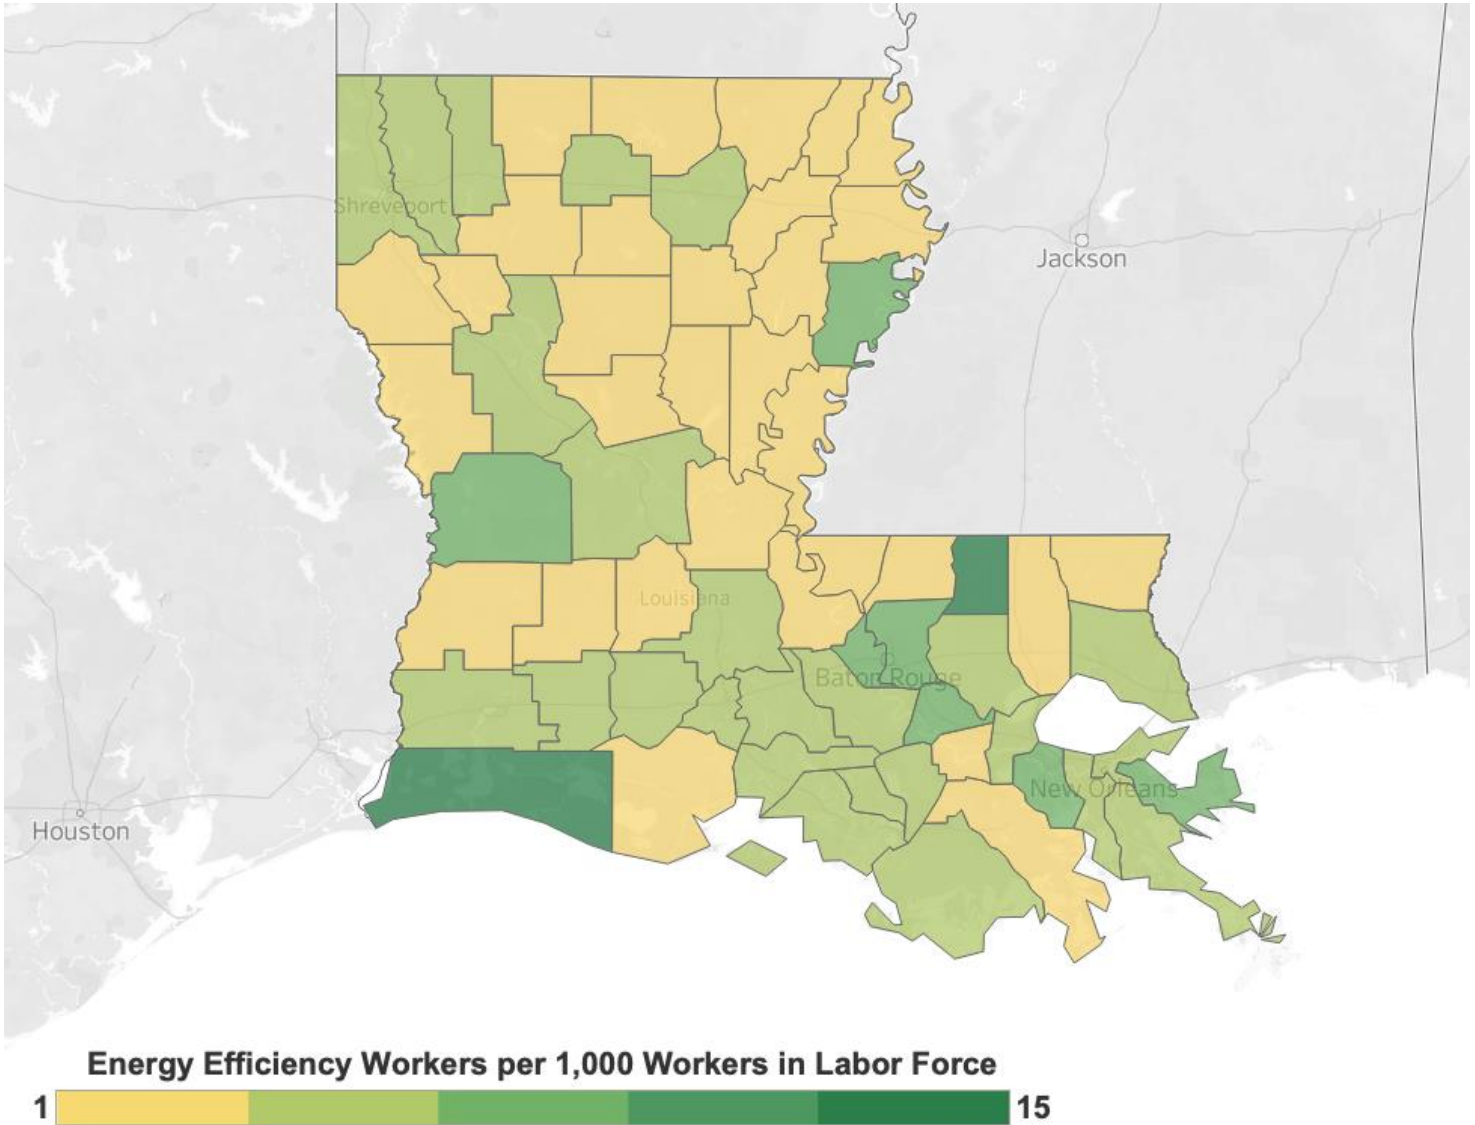 Shreveport
Jackson
Louisiana
Baton Rouge
New Orleans
Houston
Energy Efficiency Workers per 1,000 Workers in Labor Force
1
15